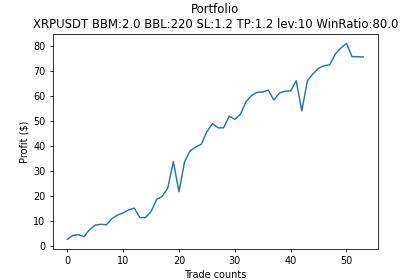 Portfolio
XRPUSDT BBM:2.0 BBL:220 SL:1.2 TP:1.2 lev:10 WinRatio:80.0
80
70
60
50
40
30
20
10
0
Profit ($)
0 10 20 30 40 50
Trade counts